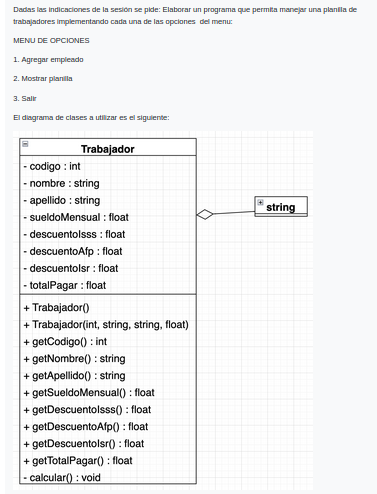 Dadas las indicaciones de la sesión se pide: Elaborar un programa que permita manejar una planilla de
trabajadores implementando cada una de las opciones del menu:
MENU DE OPCIONES
1. Agregar empleado
2. Mostrar planilla
3. Salir
El diagrama de clases a utilizar es el siguiente:
Trabajador
- codigo : int
- nombre : string
- apellido : string
- sueldoMensual : float
- descuentoIsss : float
- descuentoAfp : float
- descuentoIsr : float
- totalPagar : float
string
+ Trabajador()
+ Trabajador(int, string, string, float)
+ getCodigo() : int
+ getNombre() : string
+ getApellido() : string
+ getSueldoMensual() : float
+ getDescuentoIsss() : float
+ getDescuentoAfp() : float
+ getDescuentoIsr() : float
+ getTotalPagar() : float
- calcular() : void